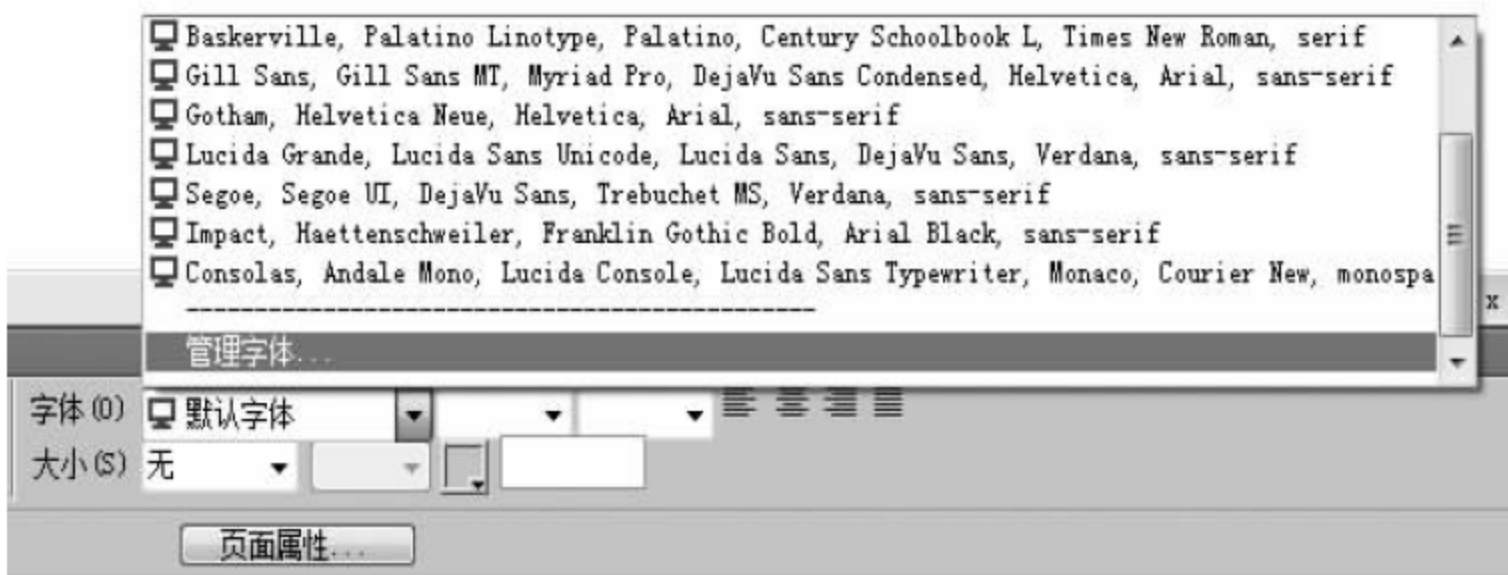 Baskerville, Palatino Linotype, Palatino, Century Schoolbook L, Times New Roman, serif
Gill Sans, Gill Sans MT, Myriad Pro, DejaVu Sans Condensed, Helvetica, Arial, sans-serif
Gotham, Helvetica Neue, Helvetica, Arial, sans-serif
Lucida Grande, Lucida Sans Unicode, Lucida Sans, DejaVu Sans, Verdana, sans-serif
Segoe, Segoe UI, DejaVu Sans, Trebuchet MS, Verdana, sans-serif
Impact, Haettenschweiler, Franklin Gothic Bold, Arial Black, sans-serif
Consolas, Andale Mono, Lucida Console, Lucida Sans Typewriter, Monaco, Courier New, monospa
----------------------------------------------
管理字体...
字体(O) 默认字体
大小(S) 无
页面属性...